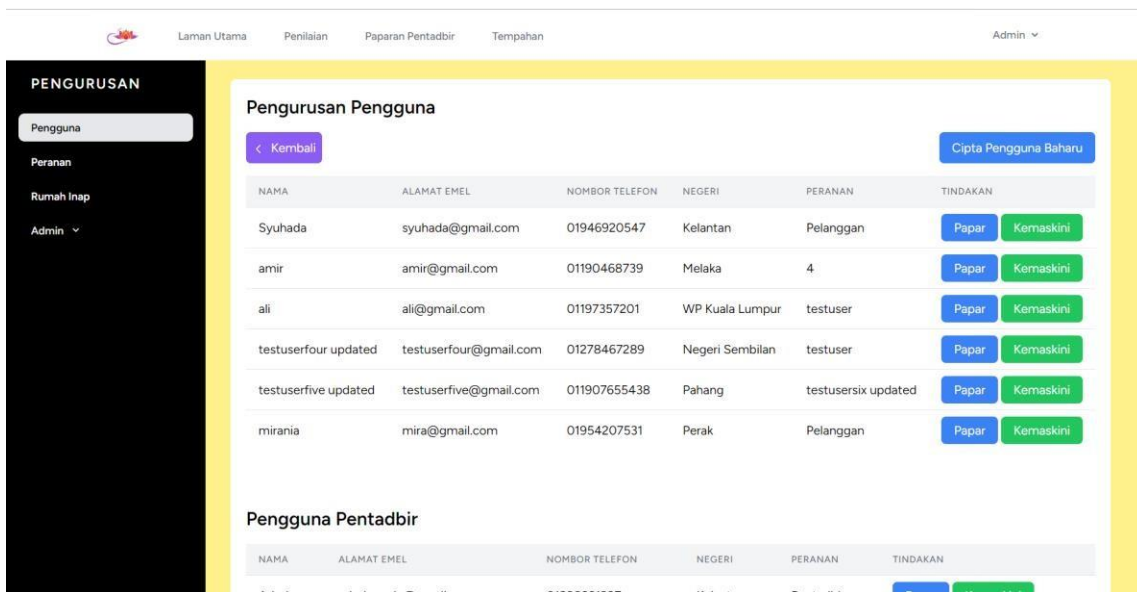 Laman Utama Penilaian Paparan Pentadbir Tempahan Admin
PENGURUSAN
Pengguna
Peranan
Rumah Inap
Admin
Pengurusan Pengguna
Kembali Cipta Pengguna Baharu
NAMA ALAMAT EMEL NOMBOR TELEFON NEGERI PERANAN TINDAKAN
Syuhada syuhada@gmail.com 01946920547 Kelantan Pelanggan Papar Kemaskini
amir amir@gmail.com 01190468739 Melaka 4 Papar Kemaskini
ali ali@gmail.com 01197357201 WP Kuala Lumpur testuser Papar Kemaskini
testuserfour updated testuserfour@gmail.com 01278467289 Negeri Sembilan testuser Papar Kemaskini
testuserfive updated testuserfive@gmail.com 011907655438 Pahang testusersix updated Papar Kemaskini
mirania mira@gmail.com 01954207531 Perak Pelanggan Papar Kemaskini
Pengguna Pentadbir
NAMA ALAMAT EMEL NOMBOR TELEFON NEGERI PERANAN TINDAKAN